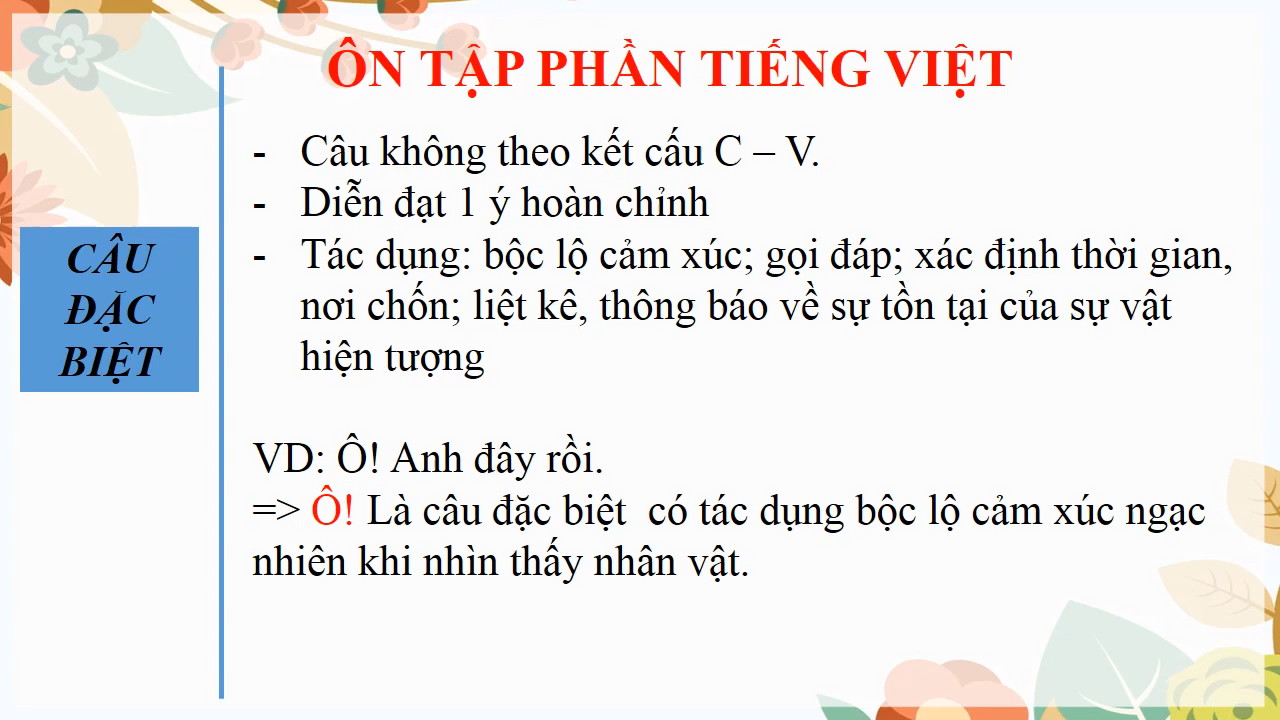 ÔN TẬP PHẦN TIẾNG VIỆT
CÂU
ĐẶC
BIỆT
- Câu không theo kết cấu C – V.
- Diễn đạt 1 ý hoàn chỉnh
- Tác dụng: bộc lộ cảm xúc; gọi đáp; xác định thời gian,
nơi chốn; liệt kê, thông báo về sự tồn tại của sự vật
hiện tượng
VD: Ô! Anh đây rồi.
=> Ô! Là câu đặc biệt  có tác dụng bộc lộ cảm xúc ngạc
nhiên khi nhìn thấy nhân vật.